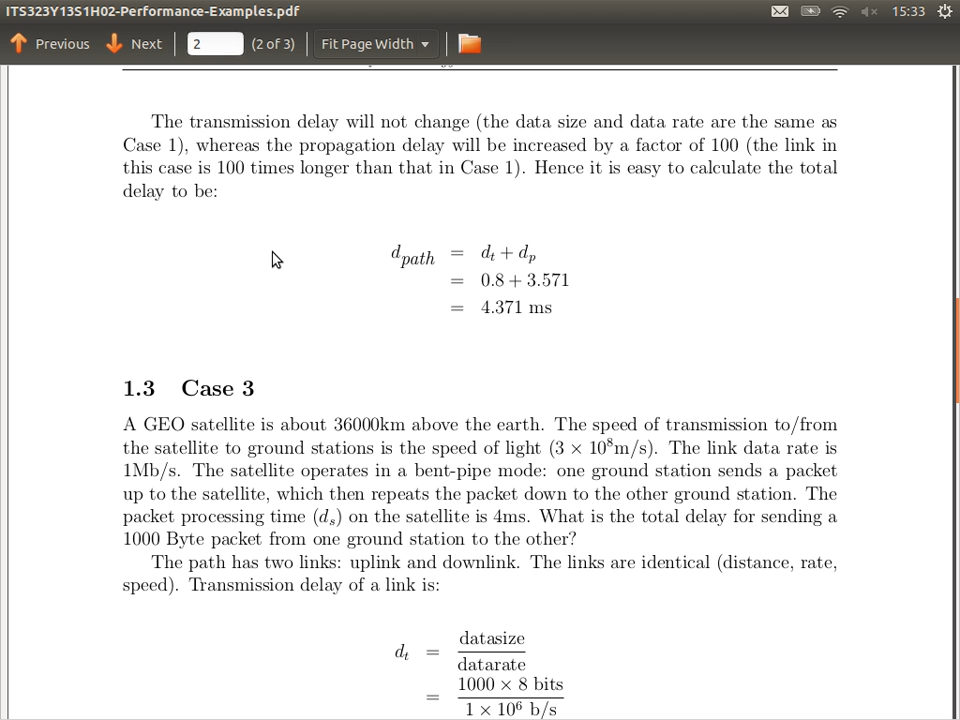 ITS323Y13S1H02-Performance-Examples.pdf 15:33
Previous Next 2 (2 of 3) Fit Page Width
The transmission delay will not change (the data size and data rate are the same as
Case 1), whereas the propagation delay will be increased by a factor of 100 (the link in
this case is 100 times longer than that in Case 1). Hence it is easy to calculate the total
delay to be:
d_path = d_t + d_p
= 0.8 + 3.571
= 4.371 ms
1.3 Case 3
A GEO satellite is about 36000km above the earth. The speed of transmission to/from
the satellite to ground stations is the speed of light (3 × 10⁸m/s). The link data rate is
1Mb/s. The satellite operates in a bent-pipe mode: one ground station sends a packet
up to the satellite, which then repeats the packet down to the other ground station. The
packet processing time (d_s) on the satellite is 4ms. What is the total delay for sending a
1000 Byte packet from one ground station to the other?
The path has two links: uplink and downlink. The links are identical (distance, rate,
speed). Transmission delay of a link is:
datasize
d_t =
datarate
1000 × 8 bits
=
1 × 10⁶ b/s